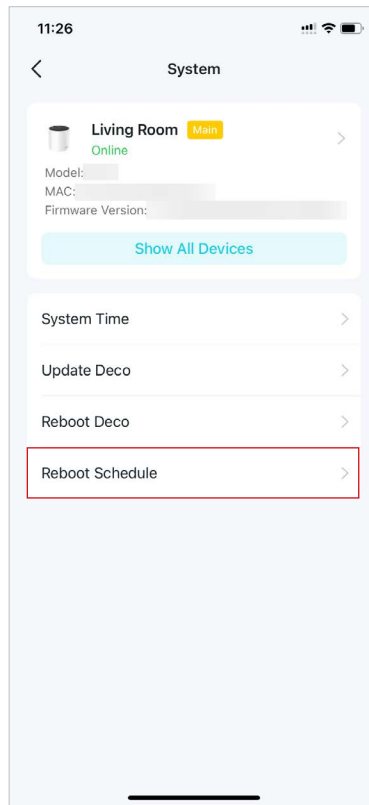 11:26
System
Living Room Main
Online
Model:
MAC:
Firmware Version:
Show All Devices
System Time
Update Deco
Reboot Deco
Reboot Schedule